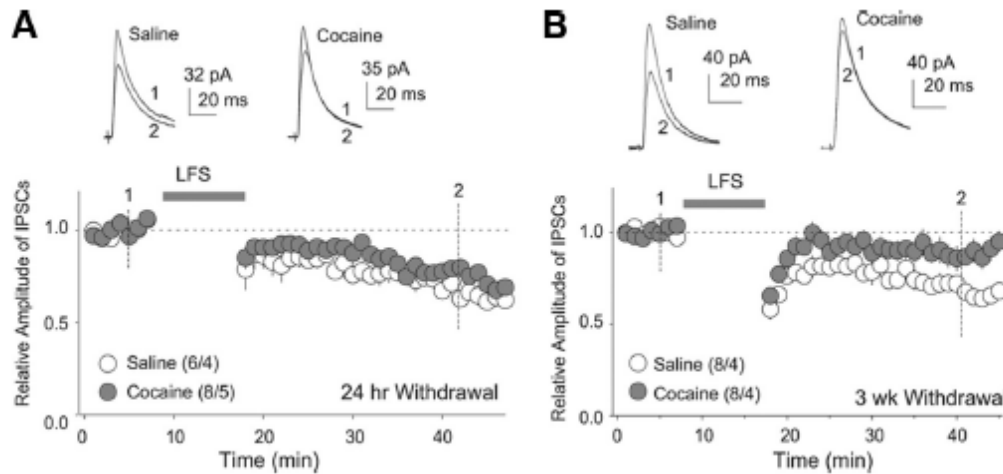 A
Saline
Cocaine
32 pA
20 ms
35 pA
20 ms
1
2
1
2
LFS
1
2
Relative Amplitude of IPSCs
1.0
0.5
0.0
Saline (6/4)
Cocaine (8/5)
24 hr Withdrawal
0
10
20
30
40
Time (min)
B
Saline
Cocaine
40 pA
20 ms
40 pA
20 ms
1
2
1
2
LFS
1
2
Relative Amplitude of IPSCs
1.0
0.5
1.0
Saline (8/4)
Cocaine (8/4)
3 wk Withdrawa
0
10
20
30
40
Time (min)